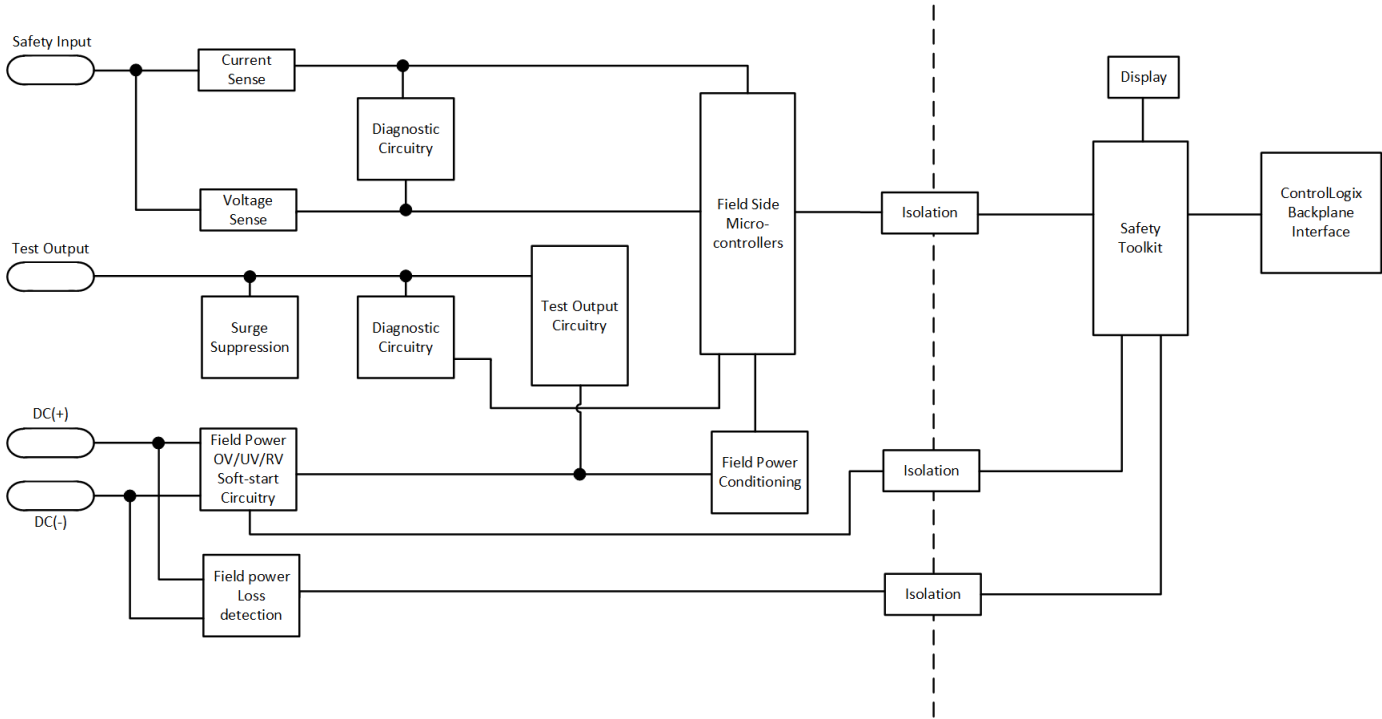 Safety Input
Current
Sense
Diagnostic
Circuitry
Voltage
Sense
Field Side
Micro-
controllers
Isolation
Display
Safety
Toolkit
ControlLogix
Backplane
Interface
Test Output
Surge
Suppression
Diagnostic
Circuitry
Test Output
Circuitry
DC(+)
DC(-)
Field Power
OV/UV/RV
Soft-start
Circuitry
Field Power
Conditioning
Isolation
Field power
Loss
detection
Isolation